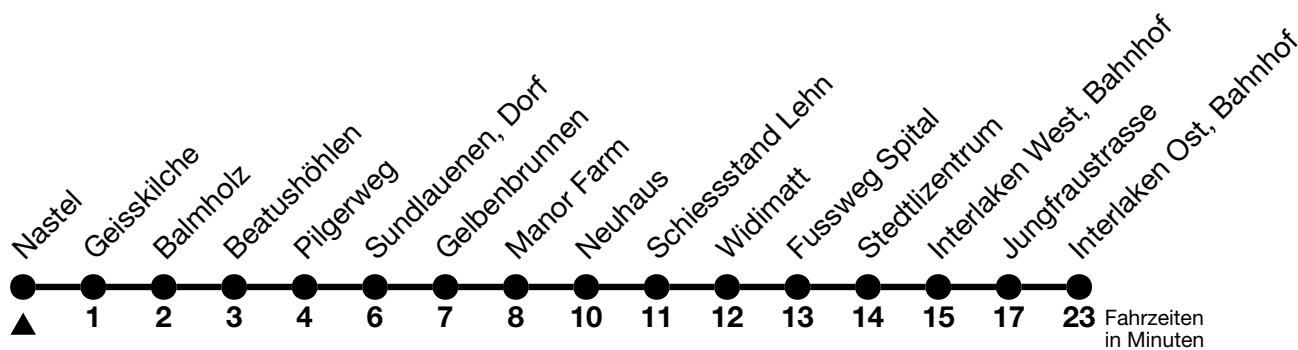 Nastel
Geisskilche
Balmholz
Beatushöhlen
Pilgerweg
Sundlauenen, Dorf
Gelbenbrunnen
Manor Farm
Neuhaus
Schiessstand Lehn
Widimatt
Fussweg Spital
Stedtlizentrum
Interlaken West, Bahnhof
Jungfraustrasse
Interlaken Ost, Bahnhof
1 2 3 4 6 7 8 10 11 12 13 14 15 17 23 Fahrzeiten
in Minuten